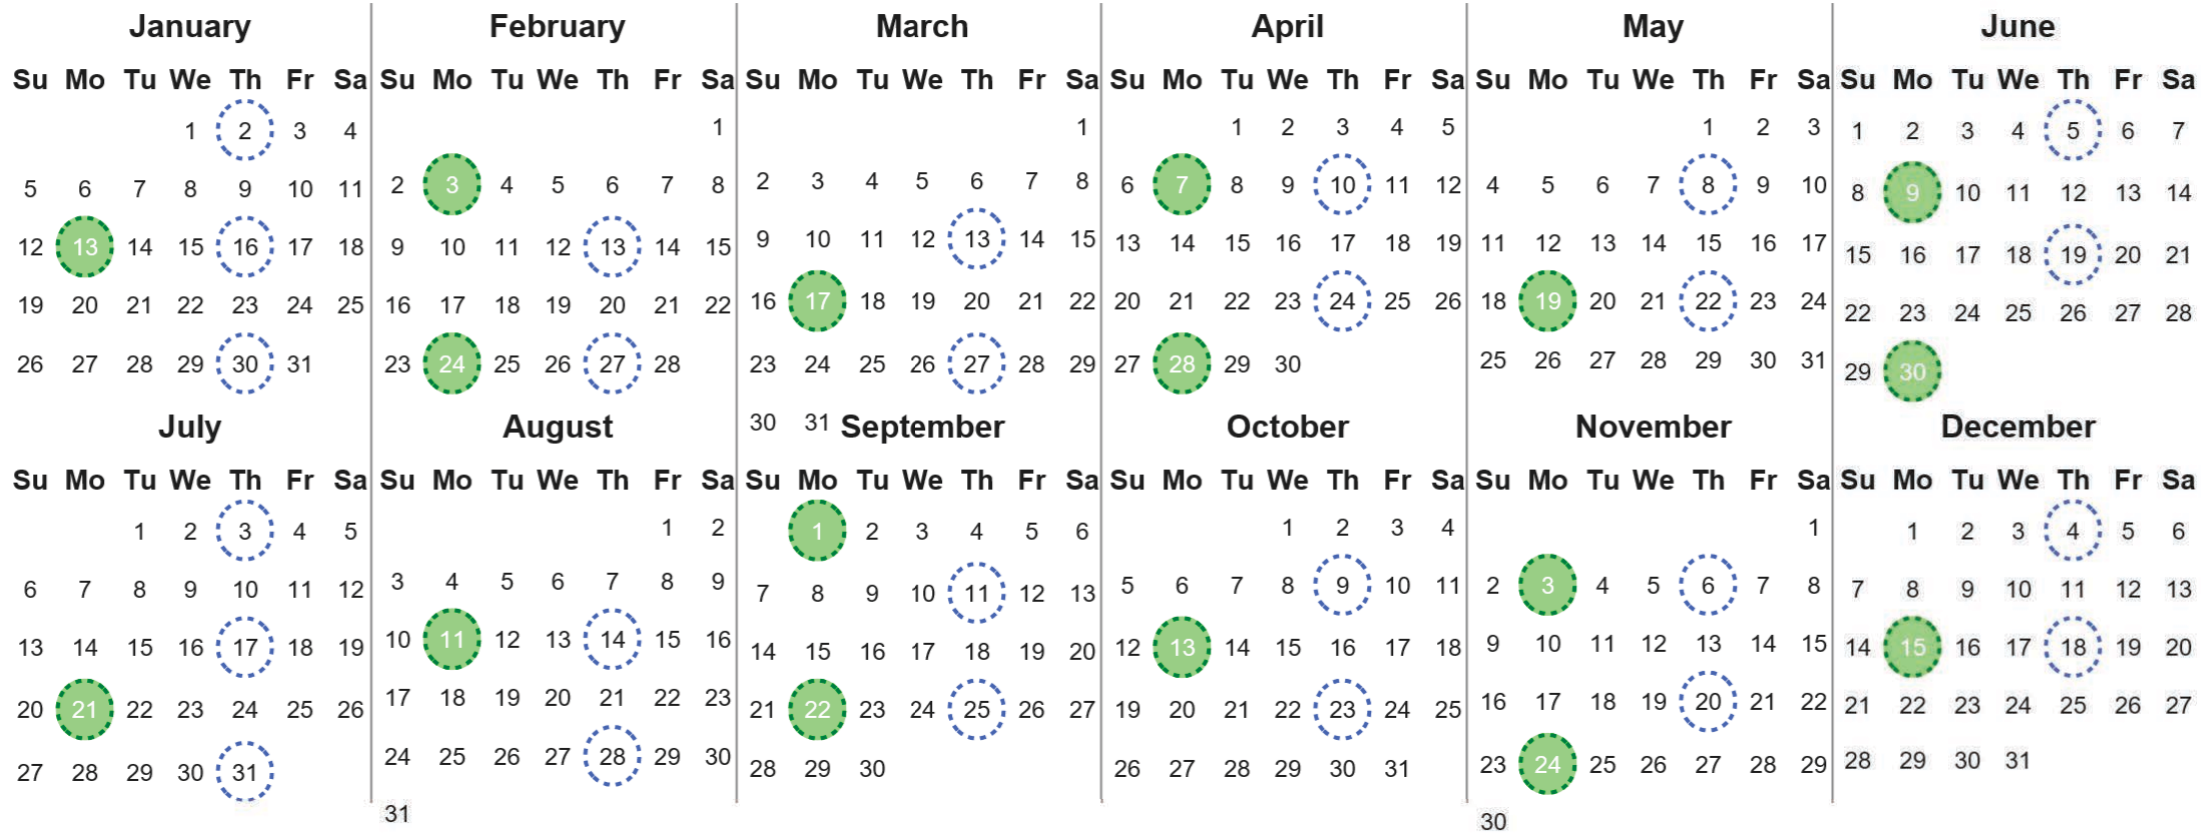 January
Su Mo Tu We Th Fr Sa
1 2 3 4
5 6 7 8 9 10 11
12 13 14 15 16 17 18
19 20 21 22 23 24 25
26 27 28 29 30 31
February
Su Mo Tu We Th Fr Sa
1
2 3 4 5 6 7 8
9 10 11 12 13 14 15
16 17 18 19 20 21 22
23 24 25 26 27 28
March
Su Mo Tu We Th Fr Sa
1
2 3 4 5 6 7 8
9 10 11 12 13 14 15
16 17 18 19 20 21 22
23 24 25 26 27 28 29
30 31
April
Su Mo Tu We Th Fr Sa
1 2 3 4 5
6 7 8 9 10 11 12
13 14 15 16 17 18 19
20 21 22 23 24 25 26
27 28 29 30
May
Su Mo Tu We Th Fr Sa
1 2 3
4 5 6 7 8 9 10
11 12 13 14 15 16 17
18 19 20 21 22 23 24
25 26 27 28 29 30 31
June
Su Mo Tu We Th Fr Sa
1 2 3 4 5 6 7
8 9 10 11 12 13 14
15 16 17 18 19 20 21
22 23 24 25 26 27 28
29 30
July
Su Mo Tu We Th Fr Sa
1 2 3 4 5
6 7 8 9 10 11 12
13 14 15 16 17 18 19
20 21 22 23 24 25 26
27 28 29 30 31
August
Su Mo Tu We Th Fr Sa
1 2
3 4 5 6 7 8 9
10 11 12 13 14 15 16
17 18 19 20 21 22 23
24 25 26 27 28 29 30
31
September
Su Mo Tu We Th Fr Sa
1 2 3 4 5 6
7 8 9 10 11 12 13
14 15 16 17 18 19 20
21 22 23 24 25 26 27
28 29 30
October
Su Mo Tu We Th Fr Sa
1 2 3 4
5 6 7 8 9 10 11
12 13 14 15 16 17 18
19 20 21 22 23 24 25
26 27 28 29 30 31
November
Su Mo Tu We Th Fr Sa
1
2 3 4 5 6 7 8
9 10 11 12 13 14 15
16 17 18 19 20 21 22
23 24 25 26 27 28 29
30
December
Su Mo Tu We Th Fr Sa
1 2 3 4 5 6
7 8 9 10 11 12 13
14 15 16 17 18 19 20
21 22 23 24 25 26 27
28 29 30 31